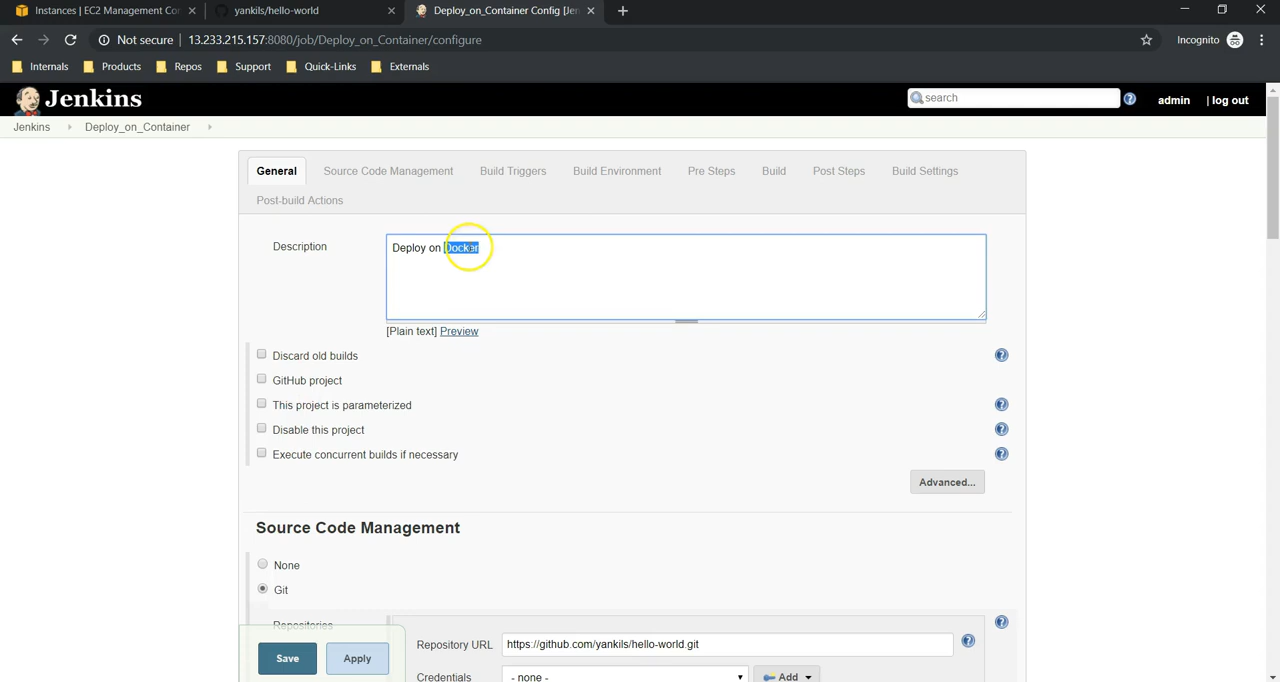 Instances | EC2 Management Co
yankils/hello-world
Deploy_on_Container Config [Jen
Not secure | 13.233.215.157:8080/job/Deploy_on_Container/configure
Incognito
Internals
Products
Repos
Support
Quick-Links
Externals
Jenkins
search
admin
| log out
Jenkins
Deploy_on_Container
General
Source Code Management
Build Triggers
Build Environment
Pre Steps
Build
Post Steps
Build Settings
Post-build Actions
Description
Deploy on Docker
[Plain text] Preview
Discard old builds
GitHub project
This project is parameterized
Disable this project
Execute concurrent builds if necessary
Advanced...
Source Code Management
None
Git
Repositories
Repository URL
https://github.com/yankils/hello-world.git
Credentials
- none -
Add
Save
Apply